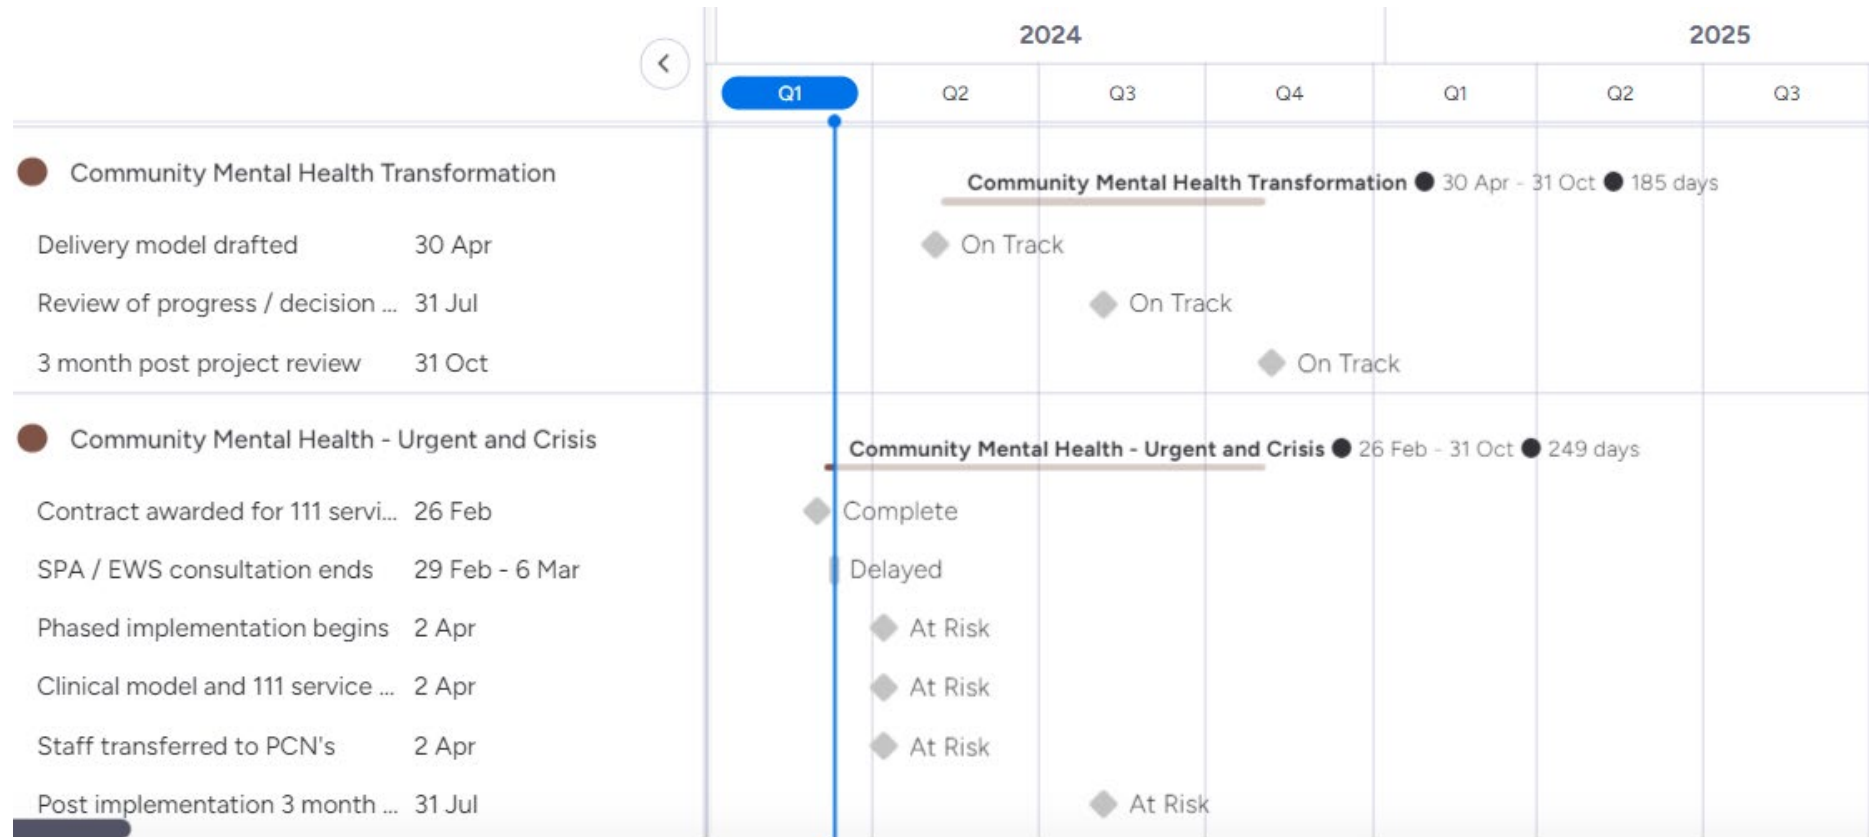 2024 2025
Q1 Q2 Q3 Q4 Q1 Q2 Q3
Community Mental Health Transformation
Community Mental Health Transformation ● 30 Apr - 31 Oct ● 185 days
Delivery model drafted 30 Apr On Track
Review of progress / decision ... 31 Jul On Track
3 month post project review 31 Oct On Track
Community Mental Health - Urgent and Crisis
Community Mental Health - Urgent and Crisis ● 26 Feb - 31 Oct ● 249 days
Contract awarded for 111 servi... 26 Feb Complete
SPA / EWS consultation ends 29 Feb - 6 Mar Delayed
Phased implementation begins 2 Apr At Risk
Clinical model and 111 service ... 2 Apr At Risk
Staff transferred to PCN's 2 Apr At Risk
Post implementation 3 month ... 31 Jul At Risk